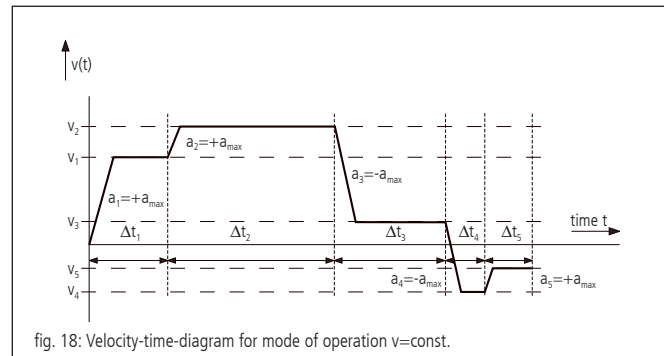 v(t)
v₂
a₂=+aₘₐₓ
v₁
a₃=-aₘₐₓ
a₁=+aₘₐₓ
v₃
time t
Δt₁ Δt₂ Δt₃ Δt₄ Δt₅
v₅
a₄=-aₘₐₓ a₅=+aₘₐₓ
v₄
fig. 18: Velocity-time-diagram for mode of operation v=const.